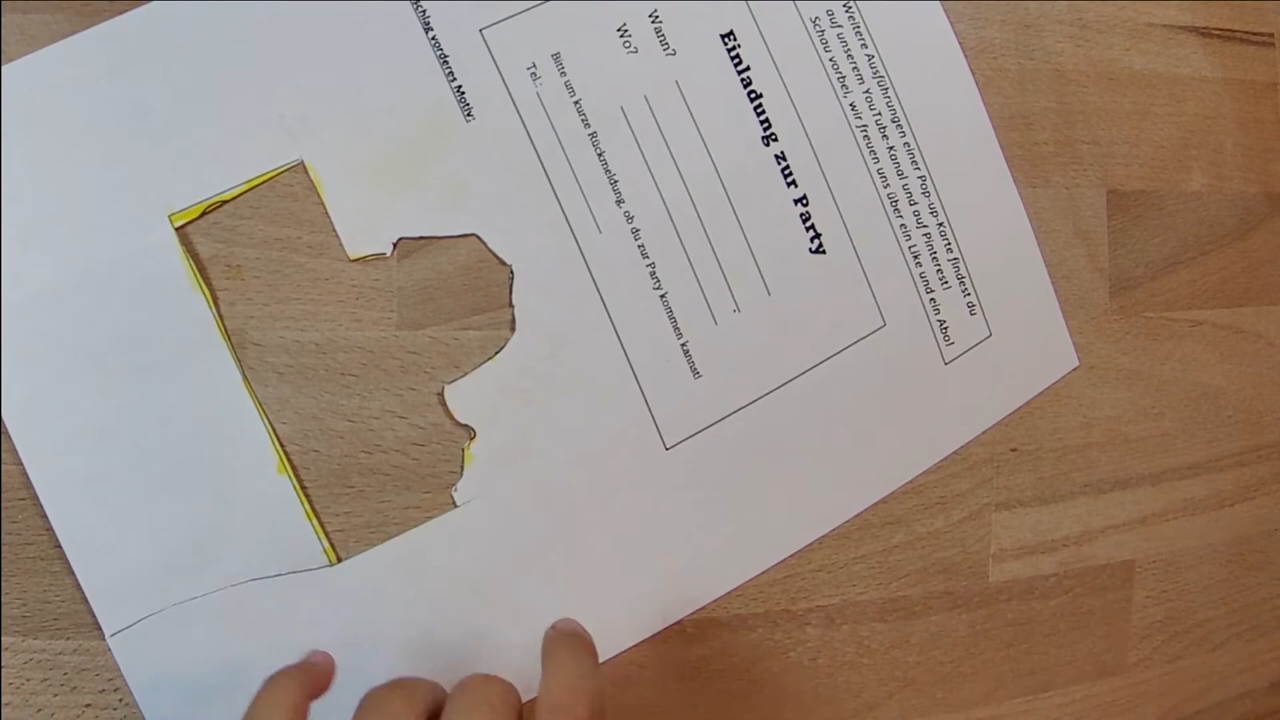 Weitere Ausführungen einer Pop-up-Karte findest du
auf unserem YouTube-Kanal und auf Pinterest!
Schau vorbei, wir freuen uns über ein Like und ein Abo!
Einladung zur Party
Wann?
Wo?
Bitte um kurze Rückmeldung, ob du zur Party kommen kannst!
Tel.:
vorderes Motiv: